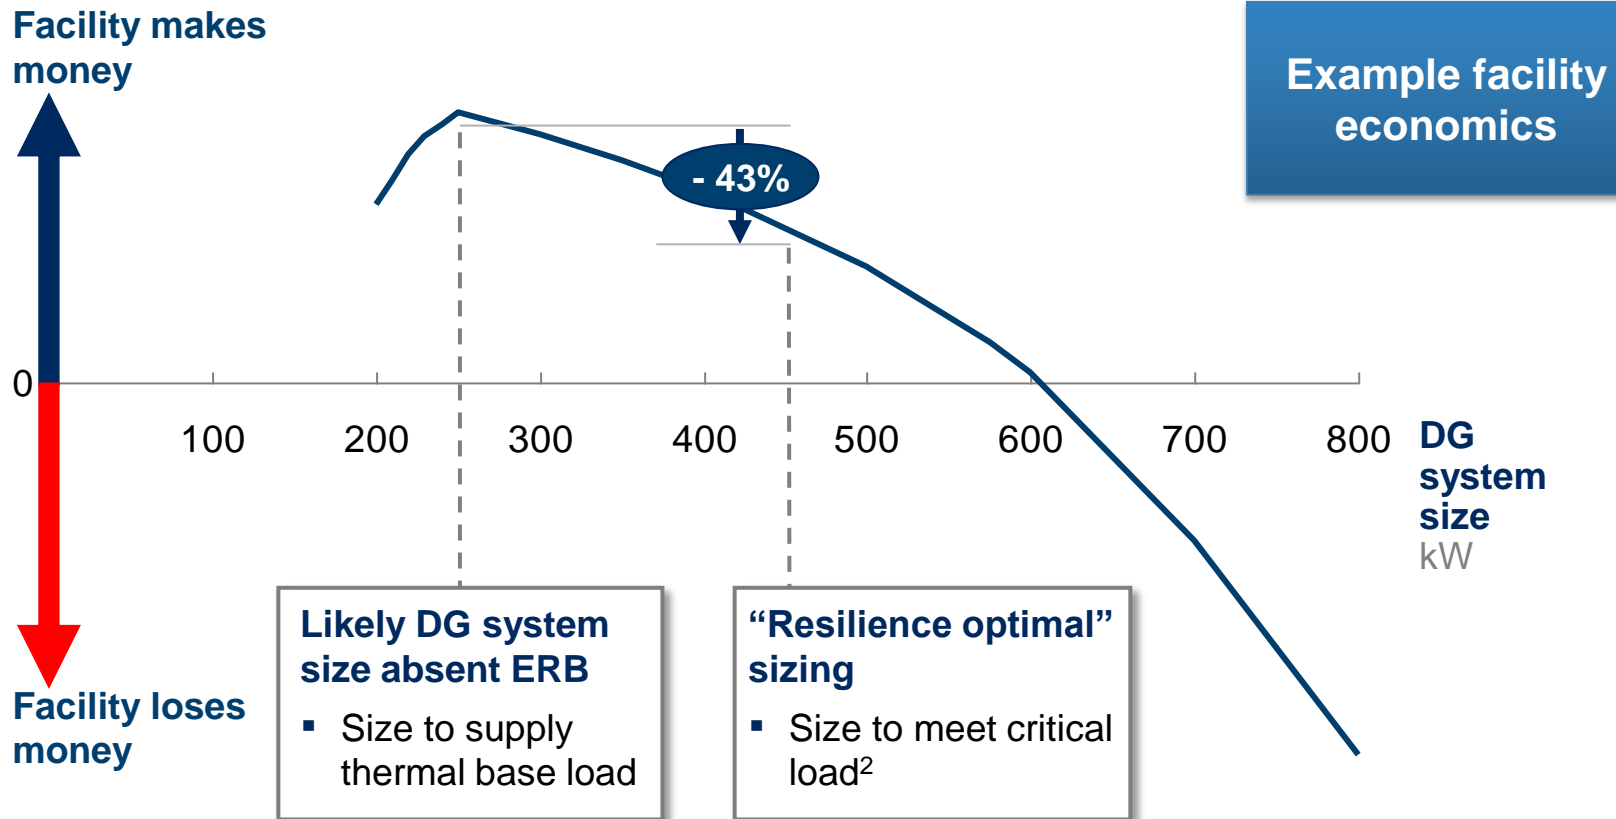 Facility makes
money
Example facility
economics
- 43%
0
100 200 300 400 500 600 700 800
DG
system
size
kW
Likely DG system
size absent ERB
▪ Size to supply
thermal base load
“Resilience optimal”
sizing
▪ Size to meet critical
load²
Facility loses
money